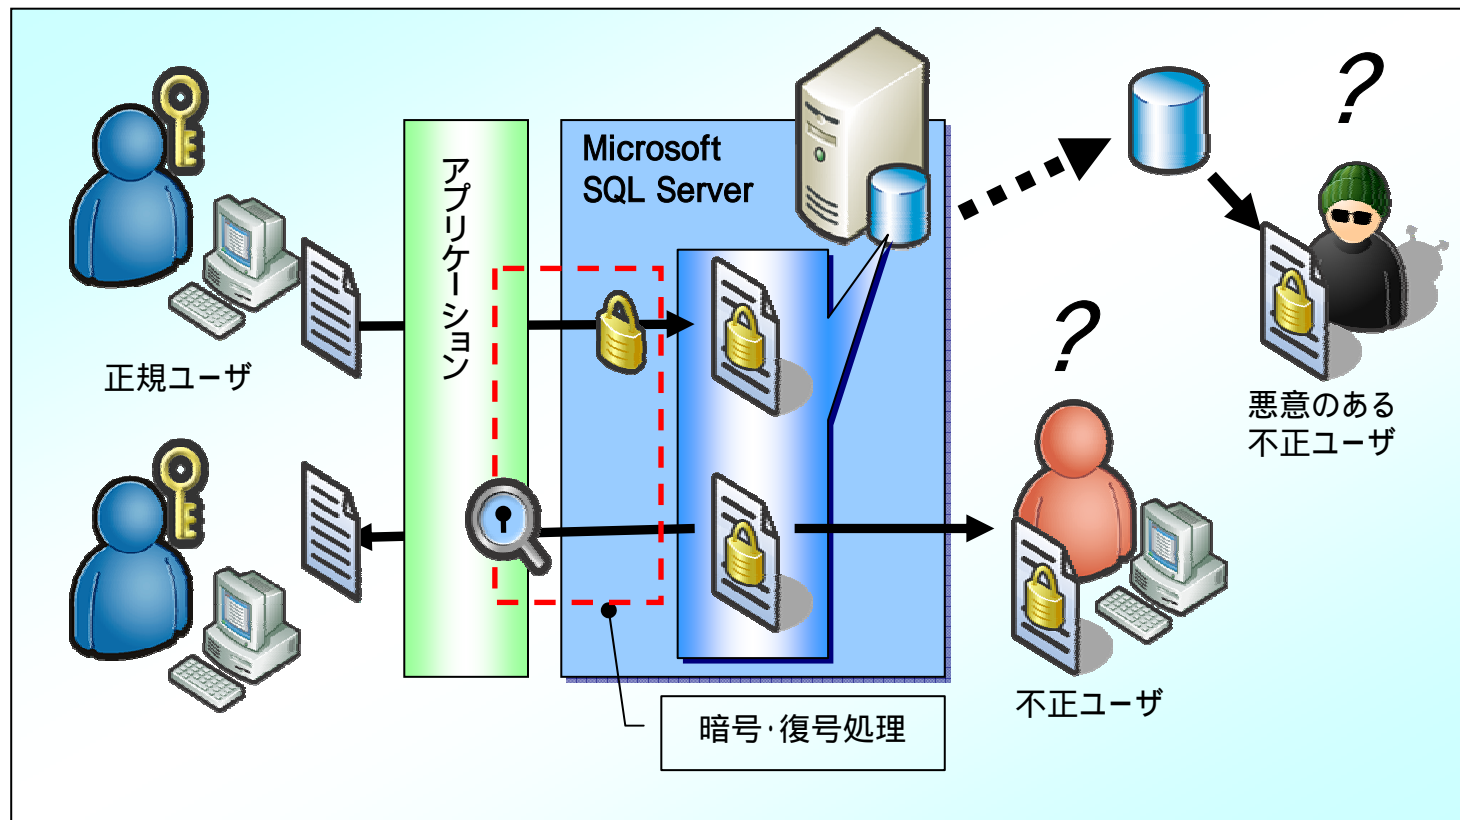 Microsoft
SQL Server
アプリケーション
?
?
正規ユーザ
悪意のある
不正ユーザ
不正ユーザ
暗号・復号処理